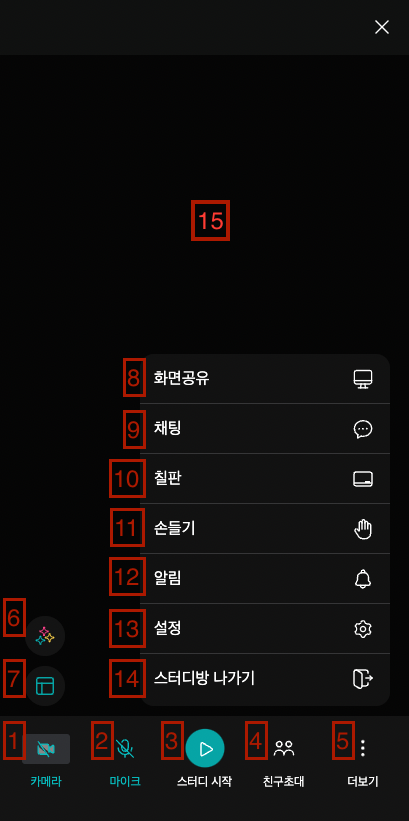 15
8 화면공유
9 채팅
10 칠판
11 손들기
12 알림
6
13 설정
7
14 스터디방 나가기
1 2 3 4 5
카메라 마이크 스터디 시작 친구초대 더보기